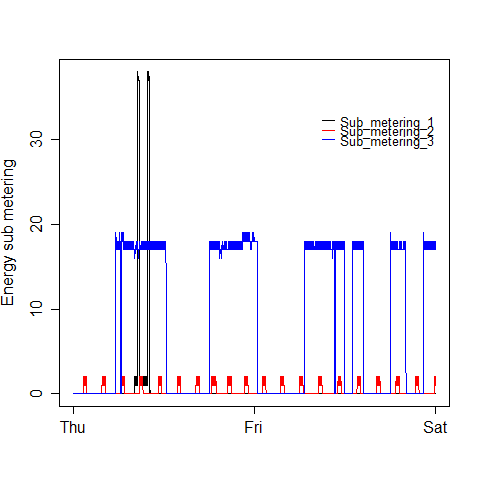 Energy sub metering
30
20
10
0
Sub_metering_1
Sub_metering_2
Sub_metering_3
Thu
Fri
Sat